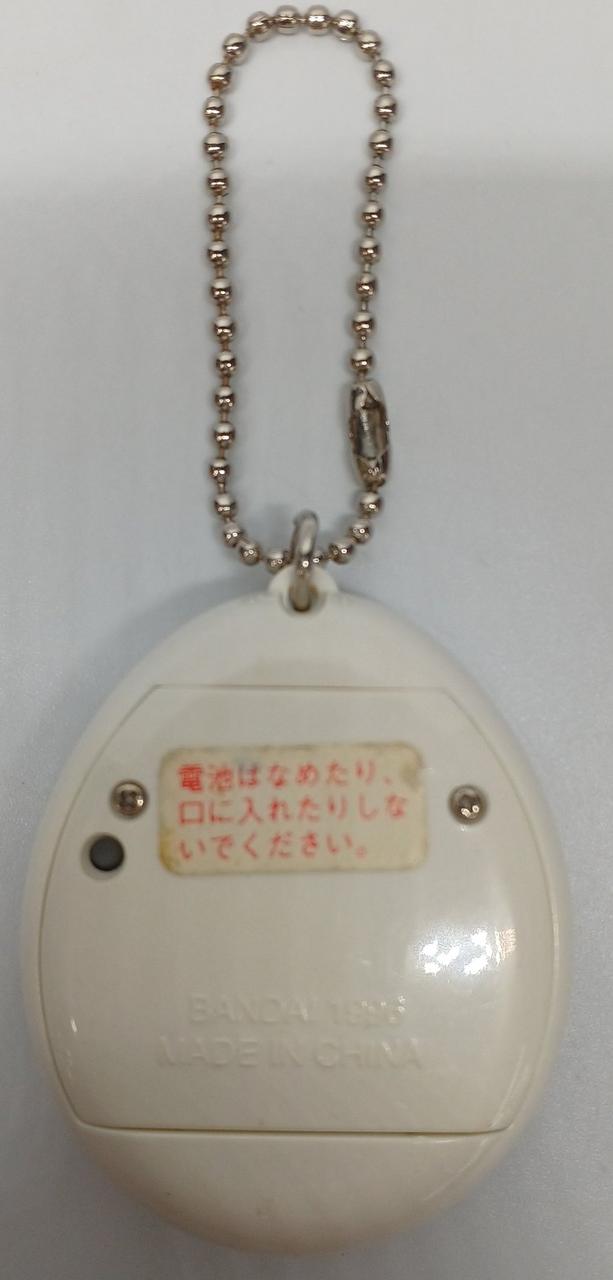 電池はなめたり、
口に入れたりしな
いでください。
BANDAI 1996
MADE IN CHINA